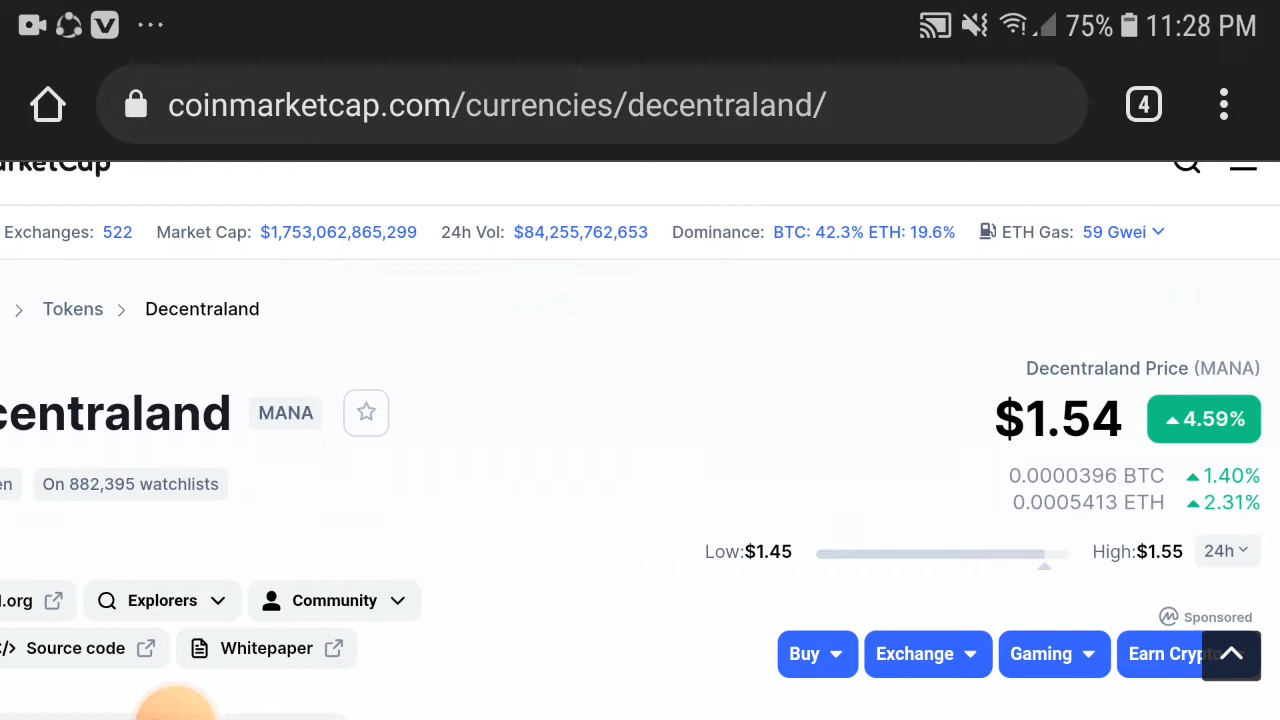 75% 11:28 PM
coinmarketcap.com/currencies/decentraland/
4
Exchanges: 522 Market Cap: $1,753,062,865,299 24h Vol: $84,255,762,653 Dominance: BTC: 42.3% ETH: 19.6% ETH Gas: 59 Gwei
Tokens Decentraland
Decentraland Price (MANA)
centraland MANA
$1.54 4.59%
0.0000396 BTC 1.40%
On 882,395 watchlists
0.0005413 ETH 2.31%
Low:$1.45 High:$1.55 24h
.org Explorers Community
Sponsored
Source code Whitepaper
Buy Exchange Gaming Earn Cryp